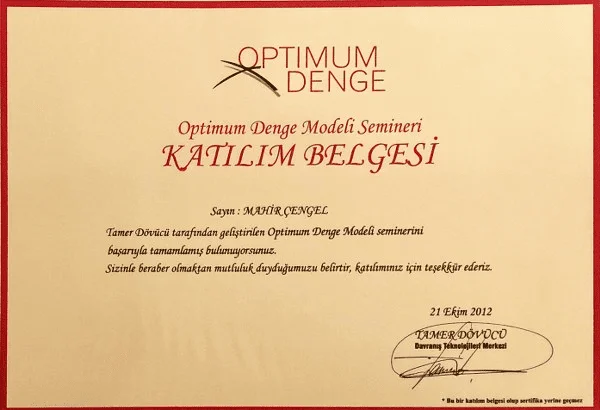 OPTIMUM
DENGE
Optimum Denge Modeli Semineri
KATILIM BELGESİ
Sayın : MAHİR ÇENGEL
Tamer Dövücü tarafından geliştirilen Optimum Denge Modeli seminerini
başarıyla tamamlamış bulunuyorsunuz.
Sizinle beraber olmaktan mutluluk duyduğumuzu belirtir, katılımınız için teşekkür ederiz.
21 Ekim 2012
TAMER DÖVÜCÜ
Davranış Teknolojileri Merkezi
* Bu bir katılım belgesi olup sertifika yerine geçmez